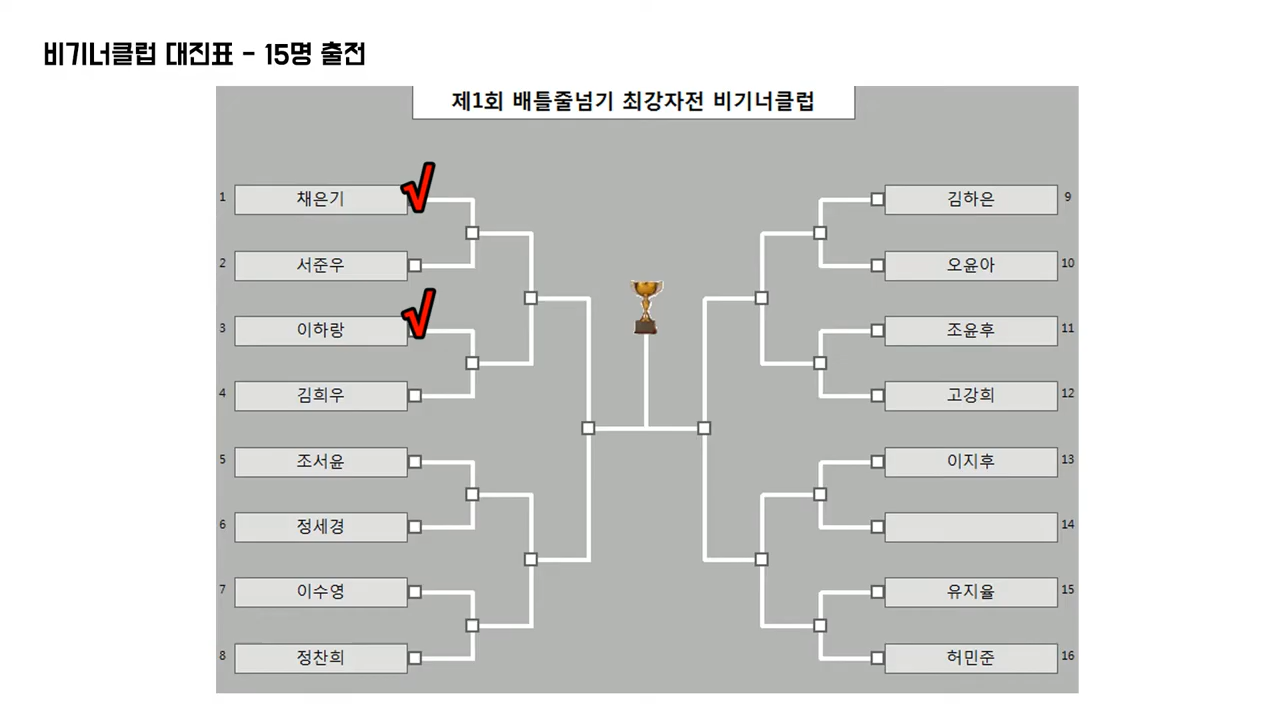 비기너클럽 대진표 - 15명 출전
제1회 배틀줄넘기 최강자전 비기너클럽
1 채은기
2 서준우
3 이하랑
4 김희우
5 조서윤
6 정세경
7 이수영
8 정찬희
김하은 9
오윤아 10
조윤후 11
고강희 12
이지후 13
14
유지율 15
허민준 16